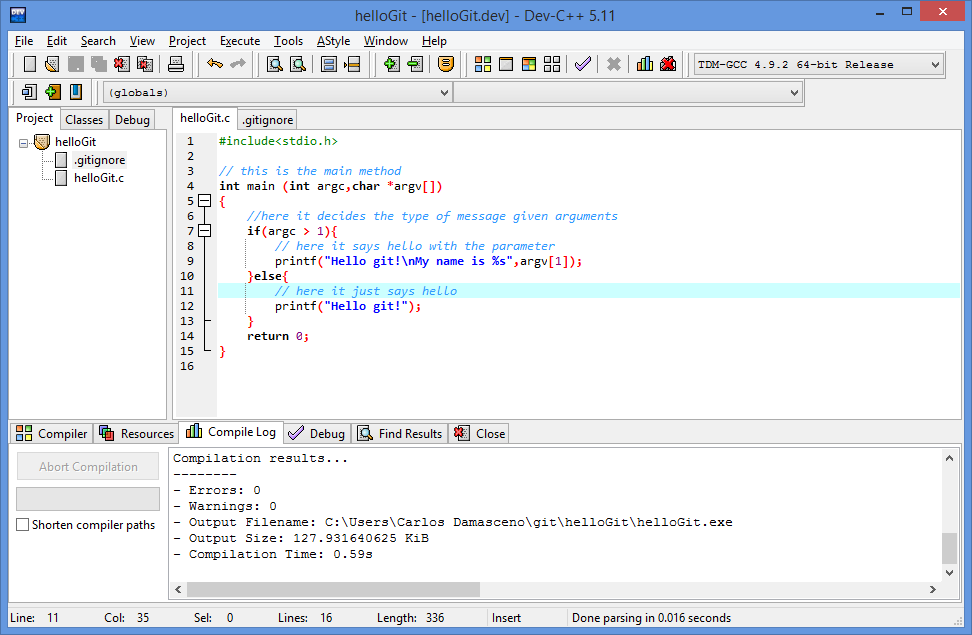 helloGit - [helloGit.dev] - Dev-C++ 5.11
File Edit Search View Project Execute Tools AStyle Window Help
TDM-GCC 4.9.2 64-bit Release
(globals)
Project Classes Debug
helloGit
.gitignore
helloGit.c
helloGit.c .gitignore
1 #include<stdio.h>
2
3 // this is the main method
4 int main (int argc,char *argv[])
5 {
6 //here it decides the type of message given arguments
7 if(argc > 1){
8 // here it says hello with the parameter
9 printf("Hello git!\nMy name is %s",argv[1]);
10 }else{
11 // here it just says hello
12 printf("Hello git!");
13 }
14 return 0;
15 }
16
Compiler Resources Compile Log Debug Find Results Close
Abort Compilation
Shorten compiler paths
Compilation results...
--------
- Errors: 0
- Warnings: 0
- Output Filename: C:\Users\Carlos Damasceno\git\helloGit\helloGit.exe
- Output Size: 127.931640625 KiB
- Compilation Time: 0.59s
Line: 11 Col: 35 Sel: 0 Lines: 16 Length: 336 Insert Done parsing in 0.016 seconds